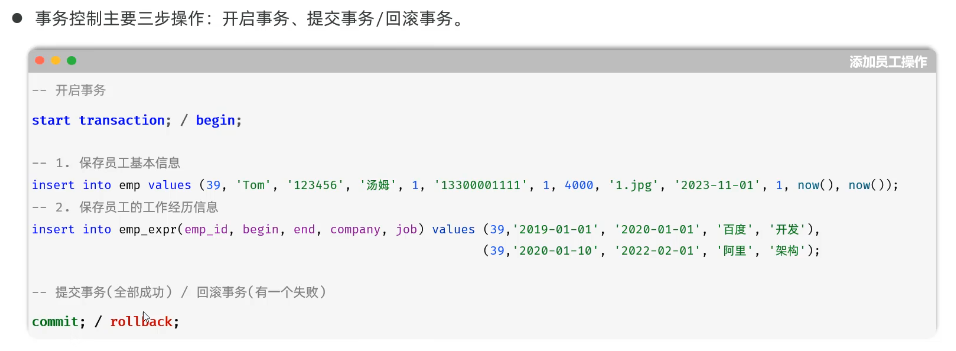 ● 事务控制主要三步操作：开启事务、提交事务/回滚事务。
添加员工操作
-- 开启事务
start transaction; / begin;
-- 1. 保存员工基本信息
insert into emp values (39, 'Tom', '123456', '汤姆', 1, '13300001111', 1, 4000, '1.jpg', '2023-11-01', 1, now(), now());
-- 2. 保存员工的工作经历信息
insert into emp_expr(emp_id, begin, end, company, job) values (39,'2019-01-01', '2020-01-01', '百度', '开发'),
(39,'2020-01-10', '2022-02-01', '阿里', '架构');
-- 提交事务(全部成功) / 回滚事务(有一个失败)
commit; / rollback;